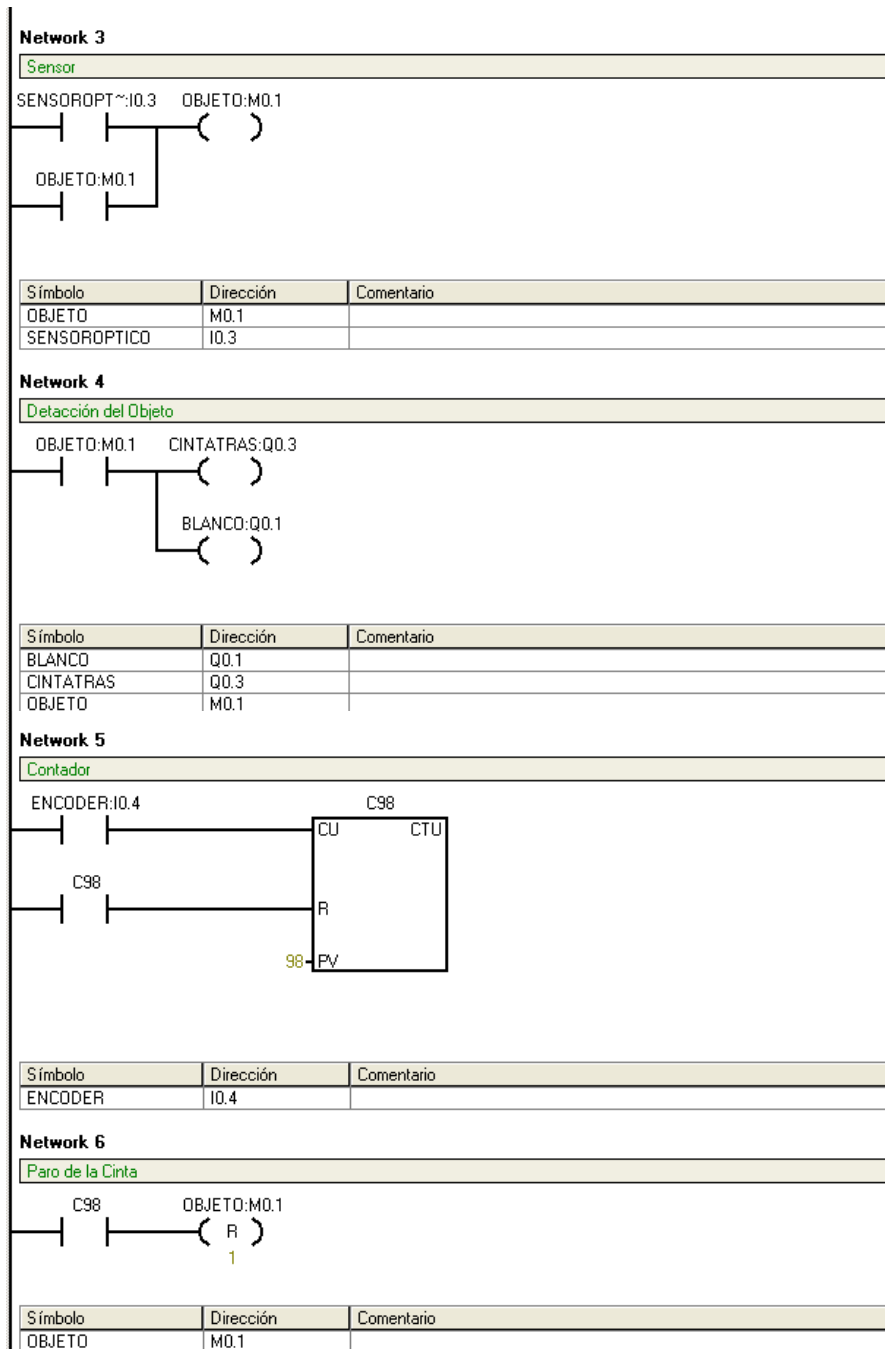 Network 3
Sensor
SENSOROPT~:I0.3 OBJETO:M0.1
OBJETO:M0.1
Símbolo Dirección Comentario
OBJETO M0.1
SENSOROPTICO I0.3
Network 4
Detacción del Objeto
OBJETO:M0.1 CINTATRAS:Q0.3
BLANCO:Q0.1
Símbolo Dirección Comentario
BLANCO Q0.1
CINTATRAS Q0.3
OBJETO M0.1
Network 5
Contador
ENCODER:I0.4 C98
CU CTU
C98
R
98 PV
Símbolo Dirección Comentario
ENCODER I0.4
Network 6
Paro de la Cinta
C98 OBJETO:M0.1
R
1
Símbolo Dirección Comentario
OBJETO M0.1